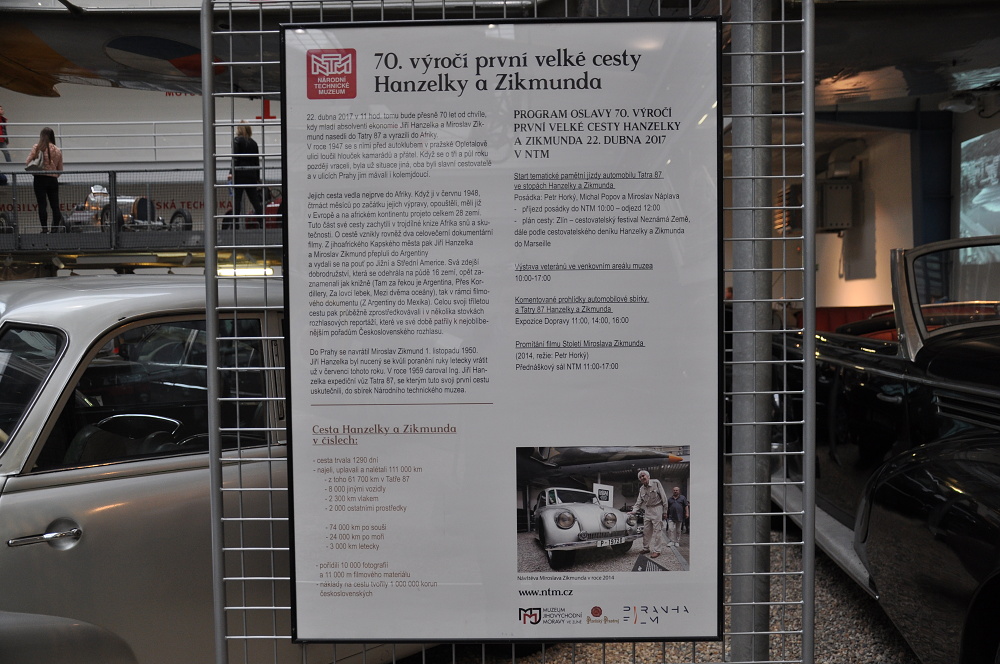 NÁRODNÍ
TECHNICKÉ
MUZEUM
70. výročí první velké cesty
Hanzelky a Zikmunda
22. dubna 2017 v 11 hod. tomu bude přesně 70 let od chvíle,
kdy mladí absolventi ekonomie Jiří Hanzelka a Miroslav Zik-
mund nasedli do Tatry 87 a vyrazili do Afriky.
V roce 1947 se s nimi před autoklubem v pražské Opletalově
ulici loučil hlouček kamarádů a přátel. Když se o tři a půl roku
později vraceli, byla už situace jiná, oba byli slavní cestovatelé
a v ulicích Prahy jim mávali i kolemjdoucí.
Jejich cesta vedla nejprve do Afriky. Když ji v červnu 1948,
čtrnáct měsíců po začátku jejich výpravy, opouštěli, měli již
v Evropě a na africkém kontinentu projeto celkem 28 zemí.
Tuto část své cesty zachytili v trojdílné knize Afrika snů a sku-
tečnosti. O cestě vznikly rovněž dva celovečerní dokumentární
filmy. Z jihoafrického Kapského města pak Jiří Hanzelka
a Miroslav Zikmund přepluli do Argentiny
a vydali se na pouť po Jižní a Střední Americe. Svá zdejší
dobrodružství, která se odehrála na půdě 16 zemí, opět za-
znamenali jak knižně (Tam za řekou je Argentina, Přes Kor-
dillery, Za lovci lebek, Mezi dvěma oceány), tak v rámci filmo-
vého dokumentu (Z Argentiny do Mexika). Celou svoji tříletou
cestu pak průběžně zprostředkovávali i v několika stovkách
rozhlasových reportáží, které ve své době patřily k nejoblíbe-
nějším pořadům Československého rozhlasu.
Do Prahy se navrátil Miroslav Zikmund 1. listopadu 1950.
Jiří Hanzelka byl nucený se kvůli poranění ruky letecky vrátit
už v červenci tohoto roku. V roce 1959 daroval Ing. Jiří Han-
zelka expediční vůz Tatra 87, se kterým tuto svoji první cestu
uskutečnili, do sbírek Národního technického muzea.
Cesta Hanzelky a Zikmunda
v číslech:
- cesta trvala 1290 dní
- najeli, uplavali a nalétali 111 000 km
- z toho 61 700 km v Tatře 87
- 8 000 jinými vozidly
- 2 300 km vlakem
- 2 000 ostatními prostředky
- 74 000 km po souši
- 24 000 km po moři
- 3 000 km letecky
- pořídili 10 000 fotografií
a 11 000 m filmového materiálu
- náklady na cestu tvořily 1 000 000 korun
československých
PROGRAM OSLAVY 70. VÝROČÍ
PRVNÍ VELKÉ CESTY HANZELKY
A ZIKMUNDA 22. DUBNA 2017
V NTM
Start tematické pamětní jízdy automobilu Tatra 87
ve stopách Hanzelky a Zikmunda
Posádka: Petr Horký, Michal Popov a Miroslav Náplava
- příjezd posádky do NTM 10:00 – odjezd 12:00
- plán cesty: Zlín – cestovatelský festival Neznámá Země,
dále podle cestovatelského deníku Hanzelky a Zikmunda
do Marseille
Výstava veteránů ve venkovním areálu muzea
10:00-17:00
Komentované prohlídky automobilové sbírky
a Tatry 87 Hanzelky a Zikmunda
Expozice Dopravy 11:00, 14:00, 16:00
Promítání filmu Století Miroslava Zikmunda
(2014, režie: Petr Horký)
Přednáškový sál NTM 11:00-17:00
P-19720
Návštěva Miroslava Zikmunda v roce 2014
www.ntm.cz
MUZEUM
JIHOVÝCHODNÍ
MORAVY VE ZLÍNĚ
PIRANHA
FILM